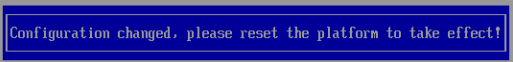 Configuration changed, please reset the platform to take effect!